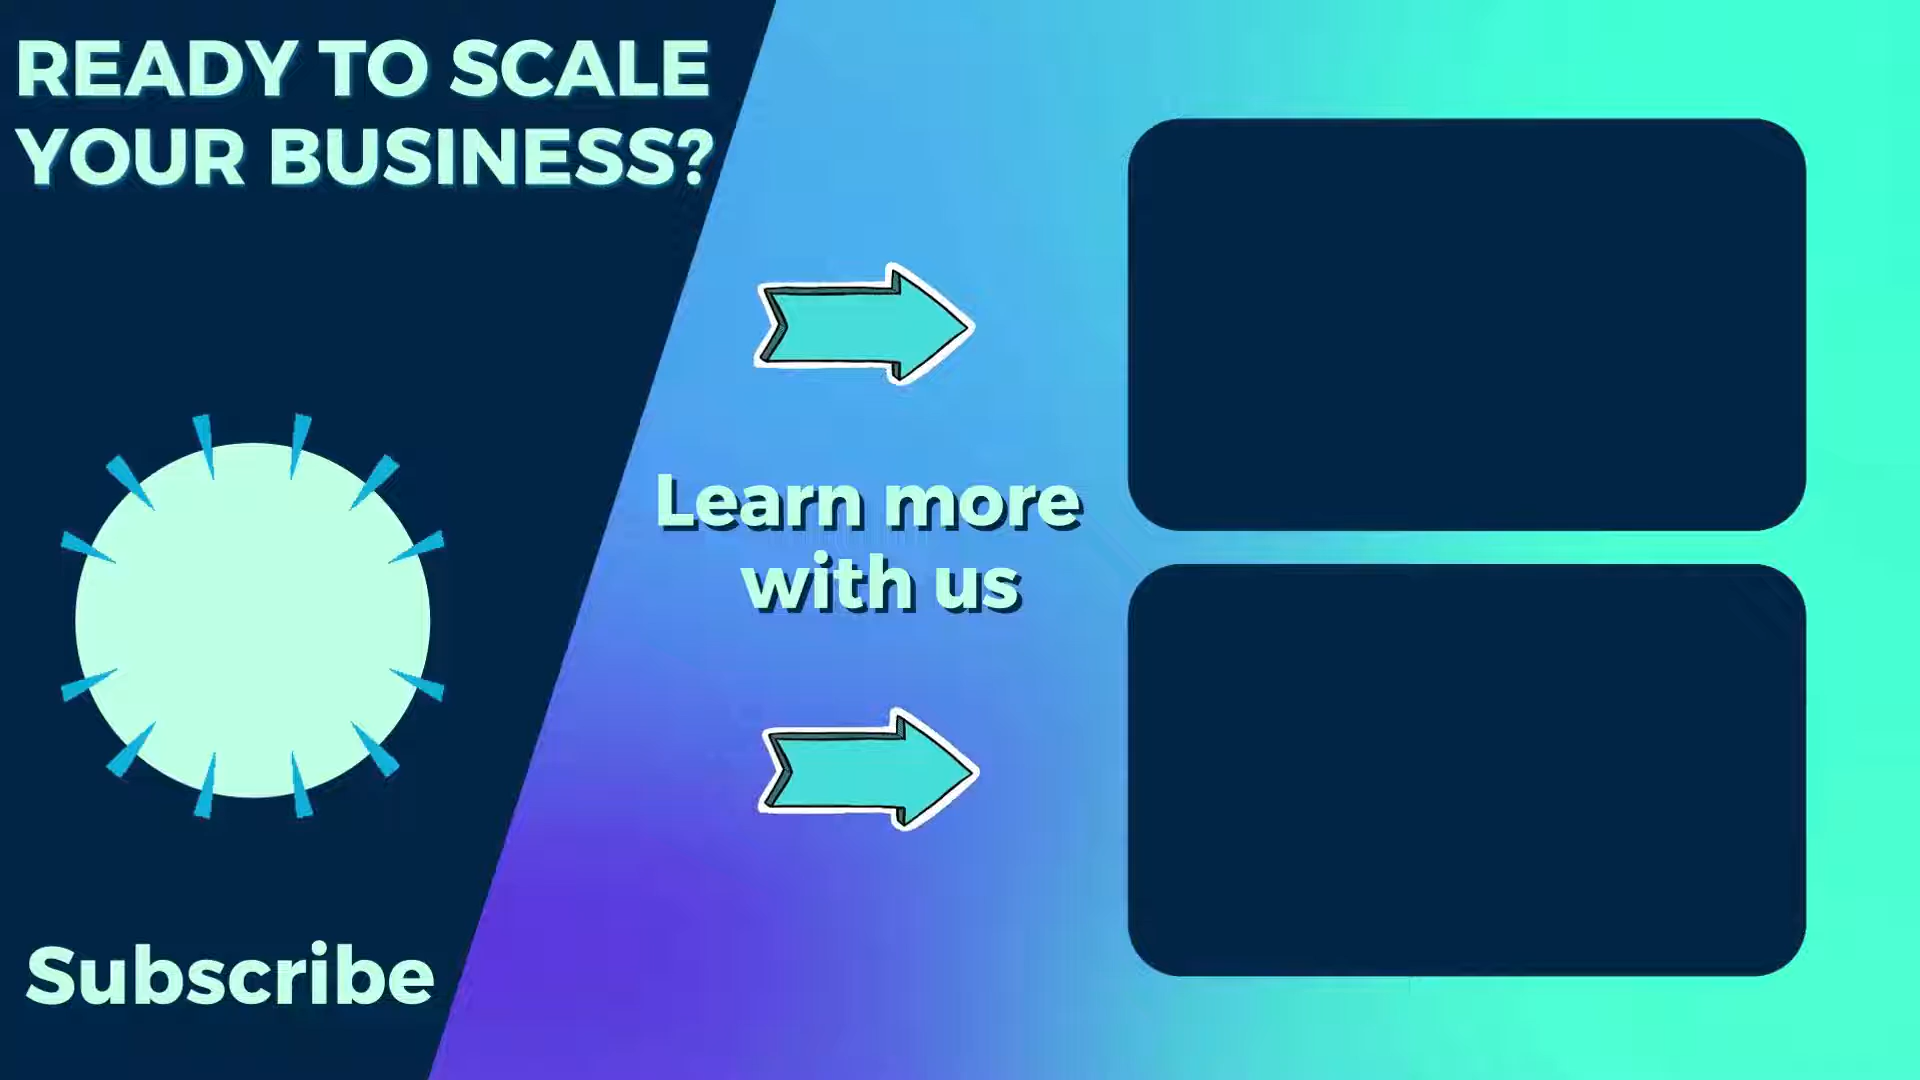 READY TO SCALE
YOUR BUSINESS?
Learn more
with us
Subscribe